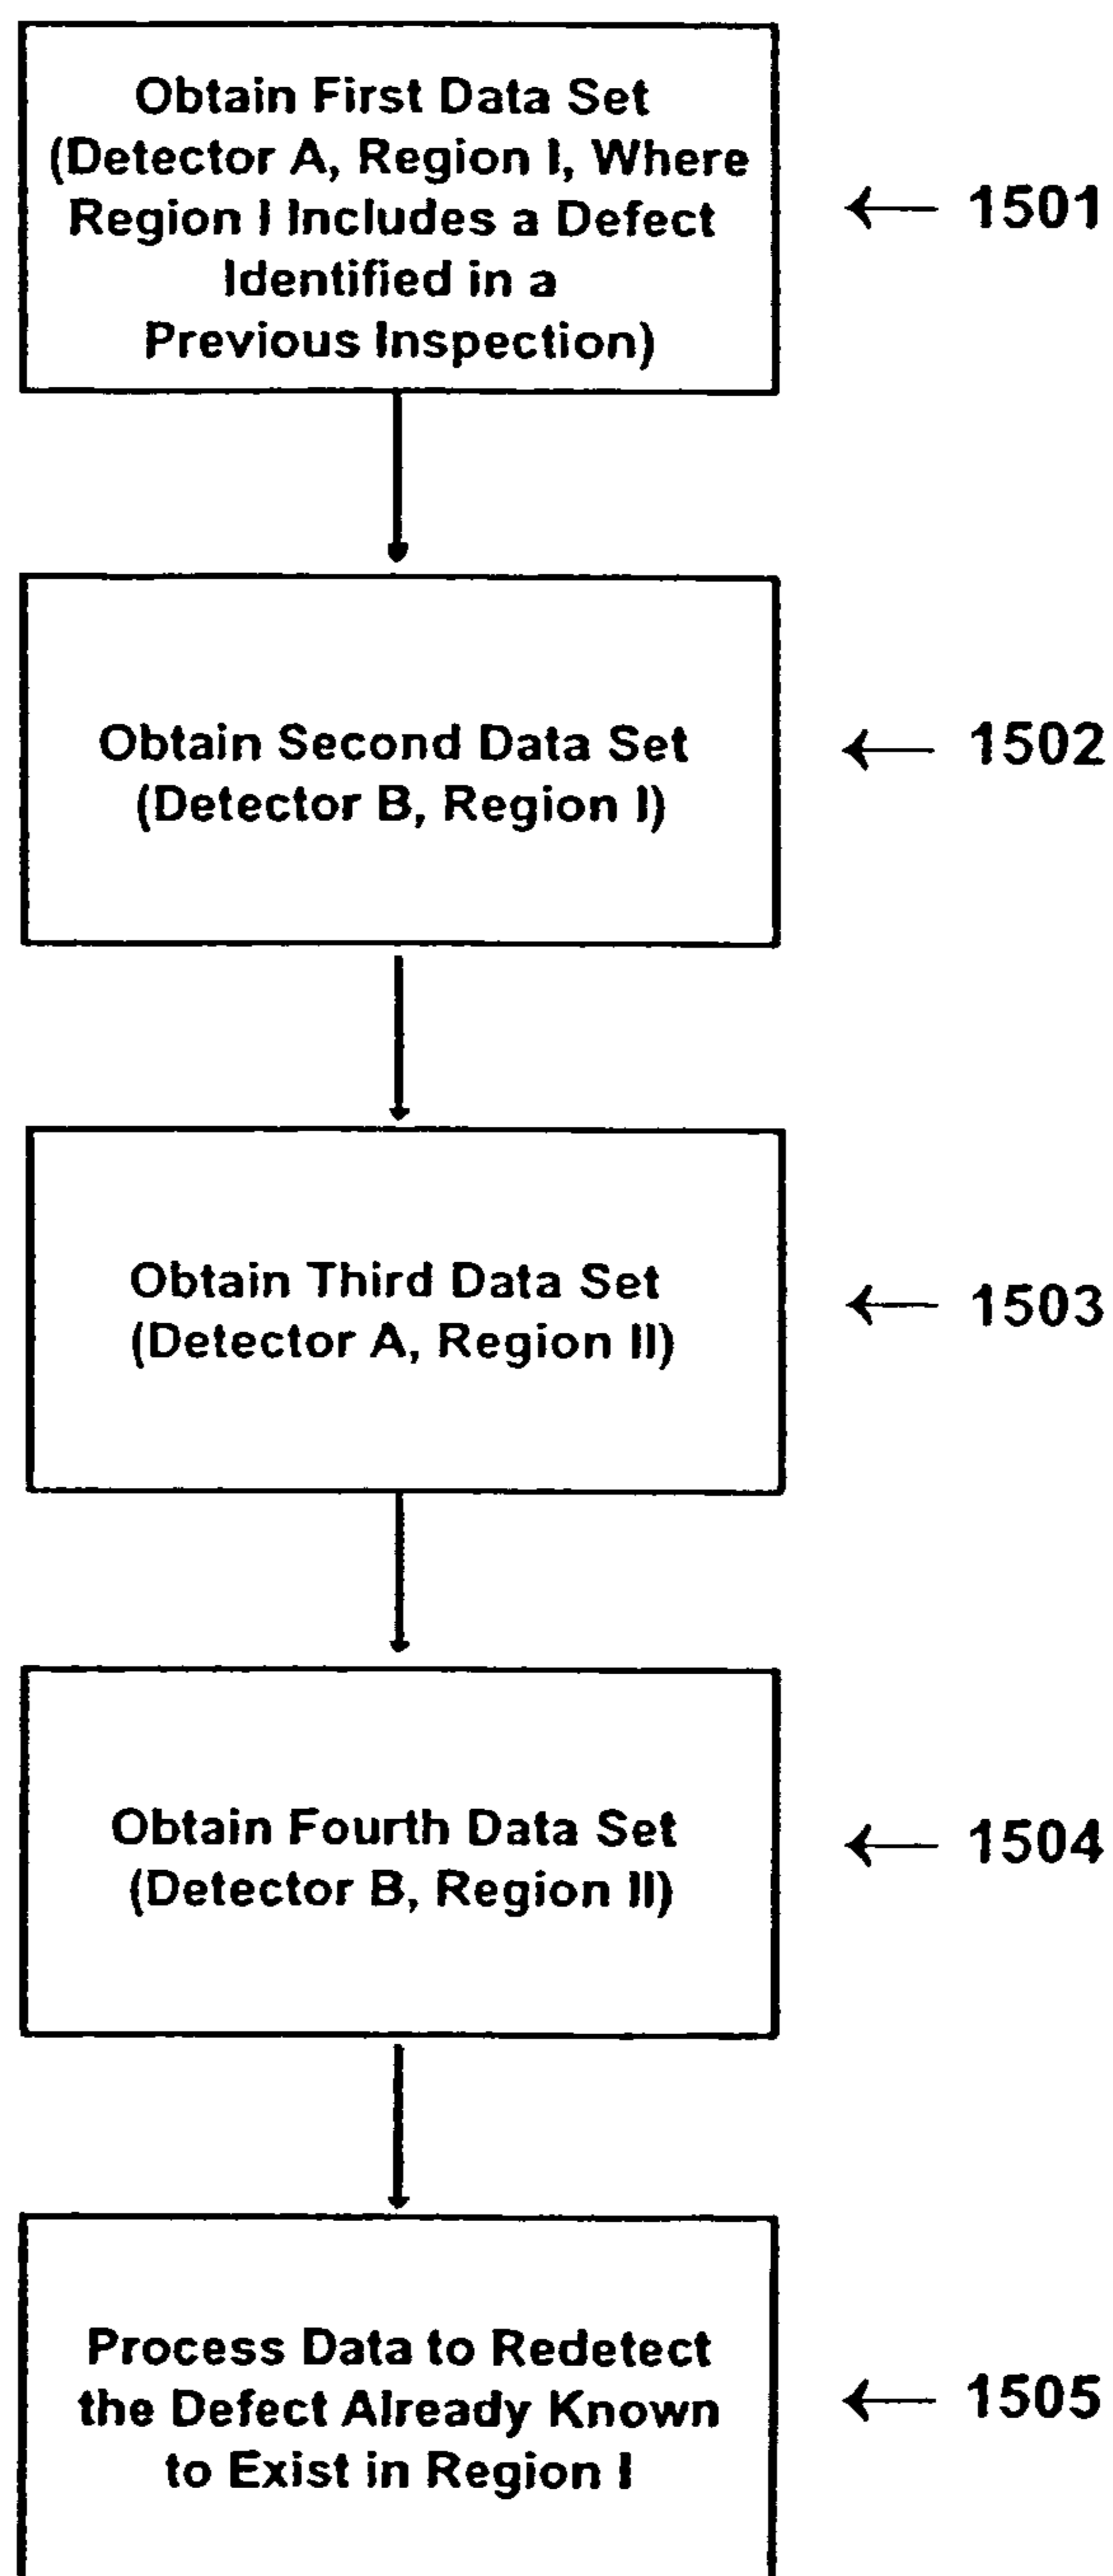 Obtain First Data Set
(Detector A, Region I, Where
Region I Includes a Defect
Identified in a
Previous Inspection)
1501
Obtain Second Data Set
(Detector B, Region I)
1502
Obtain Third Data Set
(Detector A, Region II)
1503
Obtain Fourth Data Set
(Detector B, Region II)
1504
Process Data to Redetect
the Defect Already Known
to Exist in Region I
1505